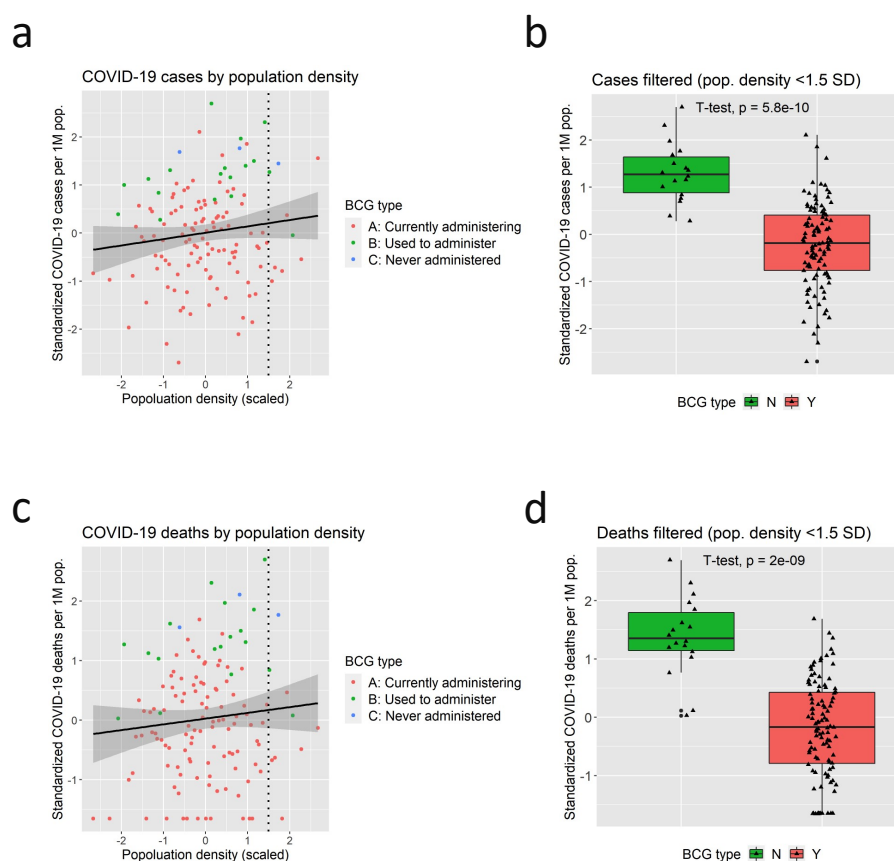 a
COVID-19 cases by population density
Standardized COVID-19 cases per 1M pop.
2
1
0
-1
-2
-2 -1 0 1 2
Popoluation density (scaled)
BCG type
A: Currently administering
B: Used to administer
C: Never administered
b
Cases filtered (pop. density <1.5 SD)
T-test, p = 5.8e-10
Standardized COVID-19 cases per 1M pop.
2
1
0
-1
-2
BCG type N Y
c
COVID-19 deaths by population density
Standardized COVID-19 deaths per 1M pop.
2
1
0
-1
-2 -1 0 1 2
Popoluation density (scaled)
BCG type
A: Currently administering
B: Used to administer
C: Never administered
d
Deaths filtered (pop. density <1.5 SD)
T-test, p = 2e-09
Standardized COVID-19 deaths per 1M pop.
2
1
0
-1
BCG type N Y